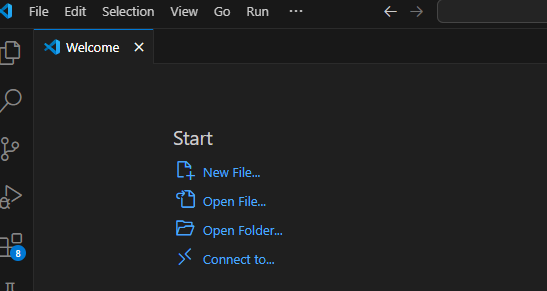 File Edit Selection View Go Run ···
Welcome
Start
New File...
Open File...
Open Folder...
Connect to...
8